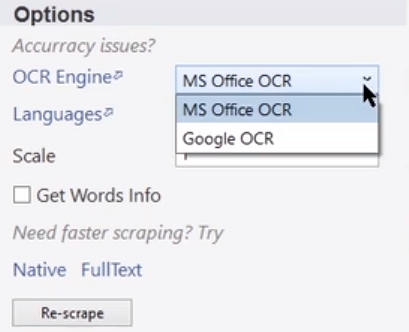 Options
Accurracy issues?
OCR Engine MS Office OCR
MS Office OCR
Languages
Google OCR
Scale
Get Words Info
Need faster scraping? Try
Native FullText
Re-scrape